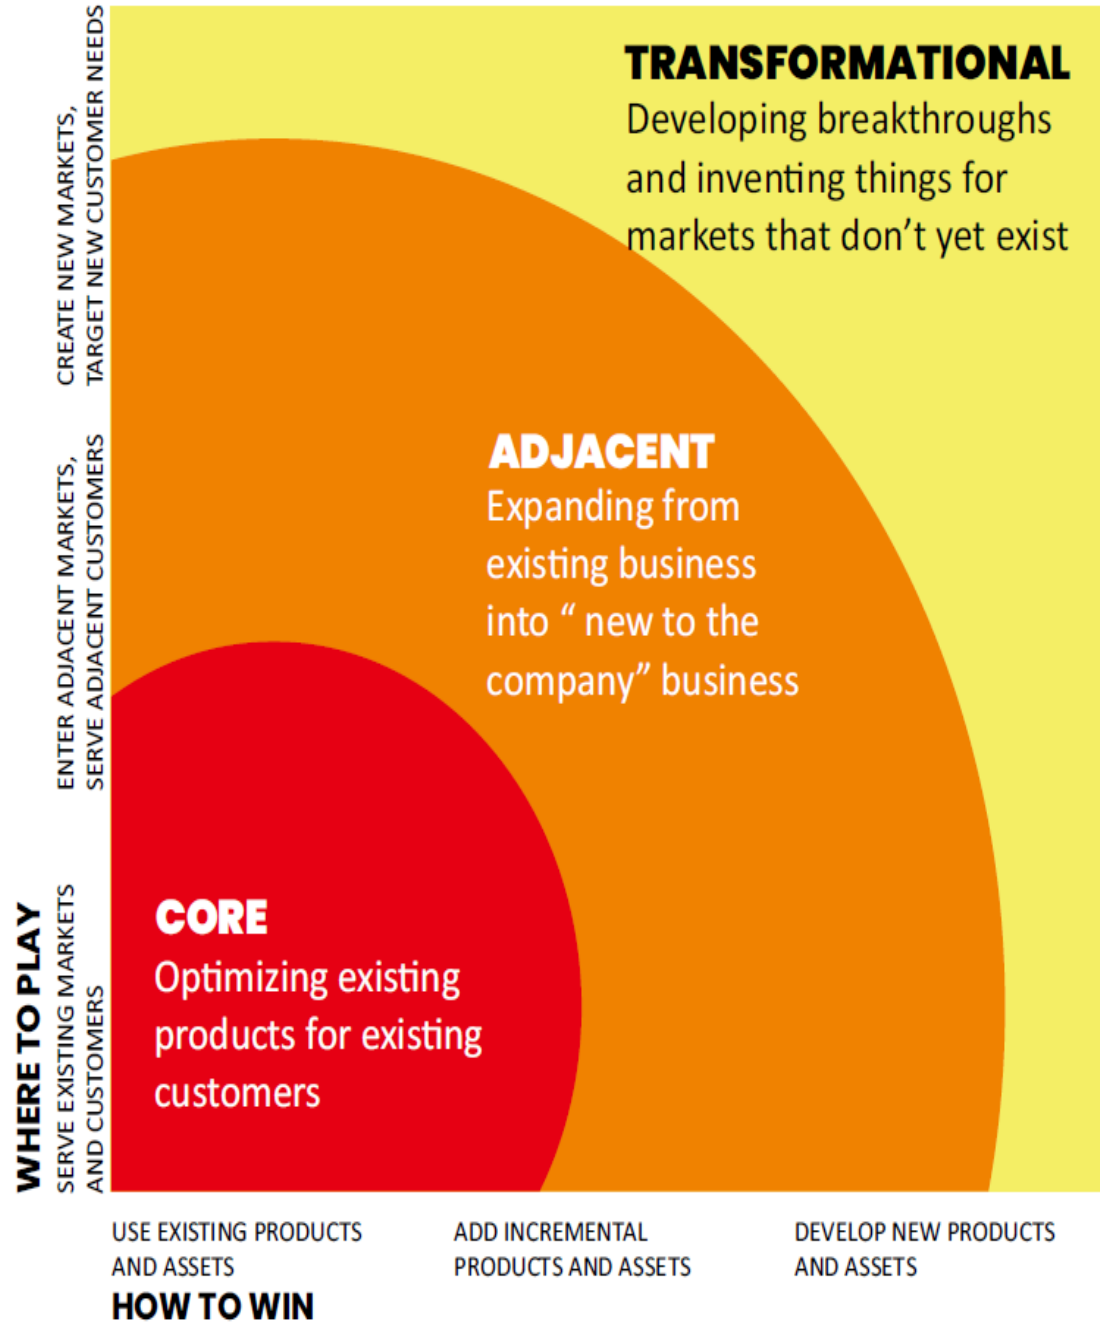 TRANSFORMATIONAL
Developing breakthroughs
and inventing things for
markets that don't yet exist
ADJACENT
Expanding from
existing business
into “ new to the
company” business
CORE
Optimizing existing
products for existing
customers
CREATE NEW MARKETS,
TARGET NEW CUSTOMER NEEDS
ENTER ADJACENT MARKETS,
SERVE ADJACENT CUSTOMERS
SERVE EXISTING MARKETS
AND CUSTOMERS
WHERE TO PLAY
USE EXISTING PRODUCTS
AND ASSETS
ADD INCREMENTAL
PRODUCTS AND ASSETS
DEVELOP NEW PRODUCTS
AND ASSETS
HOW TO WIN